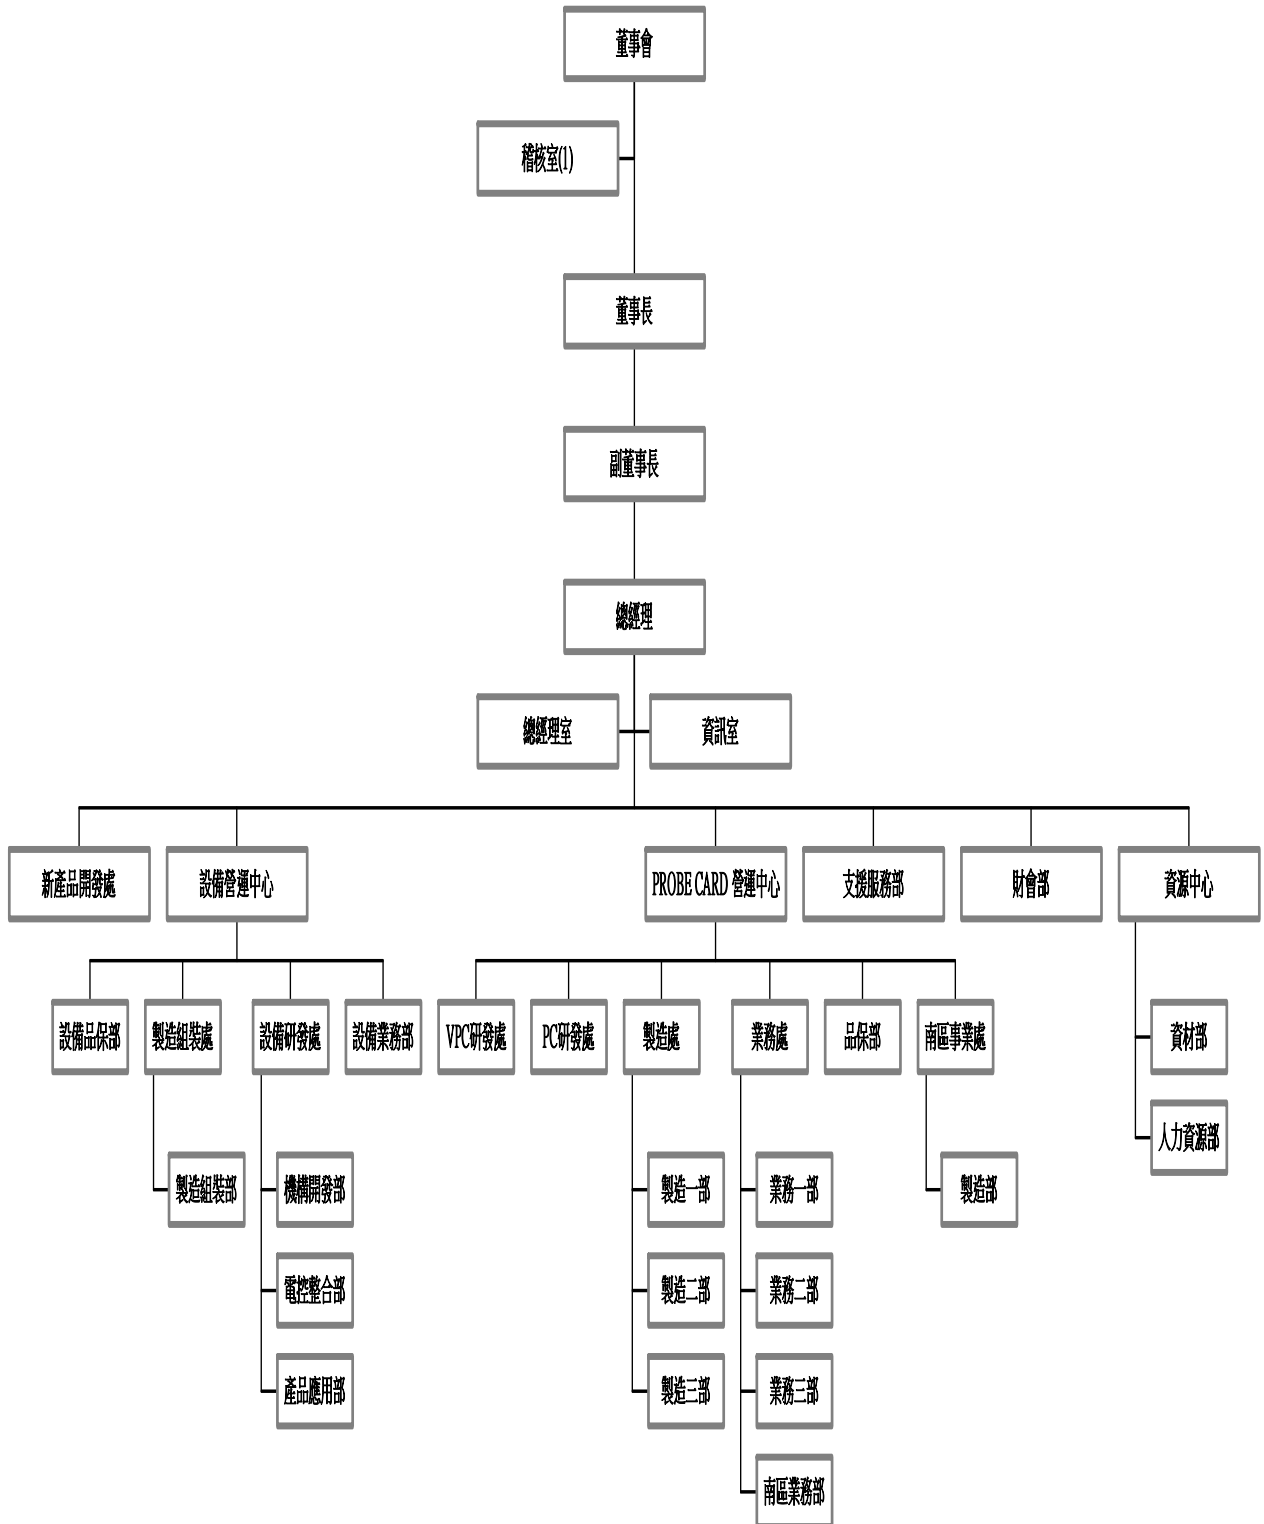 董事會
稽核室(1)
董事長
副董事長
總經理
總經理室
資訊室
新產品開發處
設備營運中心
PROBE CARD 營運中心
支援服務部
財會部
資源中心
設備品保部
製造組裝處
設備研發處
設備業務部
VPC研發處
PC研發處
製造處
業務處
品保部
南區事業處
資材部
人力資源部
製造組裝部
機構開發部
製造一部
業務一部
製造部
電控整合部
製造二部
業務二部
產品應用部
製造三部
業務三部
南區業務部